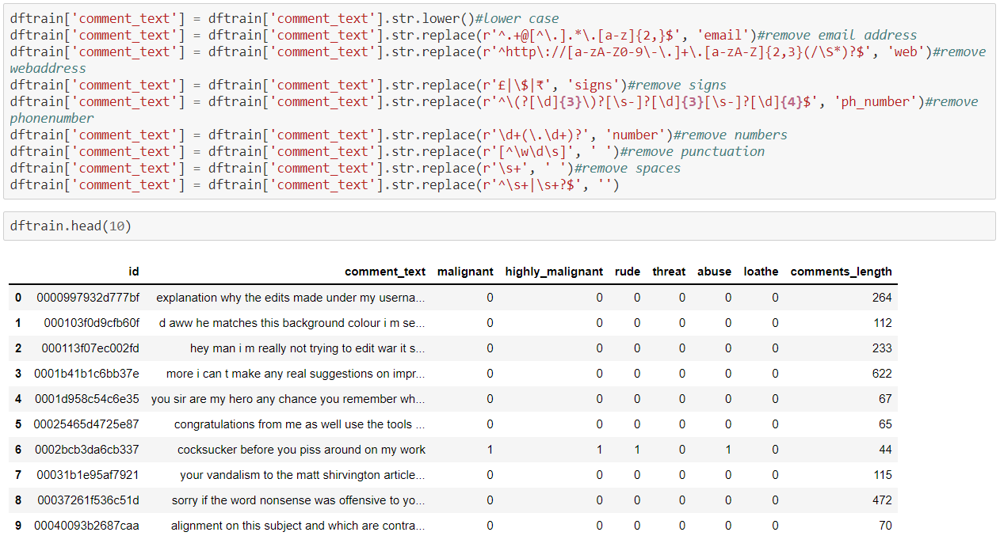 dftrain['comment_text'] = dftrain['comment_text'].str.lower()#lower case
dftrain['comment_text'] = dftrain['comment_text'].str.replace(r'^.+@[^\.].*\.[a-z]{2,}$', 'email')#remove email address
dftrain['comment_text'] = dftrain['comment_text'].str.replace(r'^http\://[a-zA-Z0-9\-\.]+\.[a-zA-Z]{2,3}(/\S*)?$', 'web')#remove
webaddress
dftrain['comment_text'] = dftrain['comment_text'].str.replace(r'£|\$|₹', 'signs')#remove signs
dftrain['comment_text'] = dftrain['comment_text'].str.replace(r'^\(?[\d]{3}\)?[\s-]?[\d]{3}[\s-]?[\d]{4}$', 'ph_number')#remove
phonenumber
dftrain['comment_text'] = dftrain['comment_text'].str.replace(r'\d+(\.\d+)?', 'number')#remove numbers
dftrain['comment_text'] = dftrain['comment_text'].str.replace(r'[^\w\d\s]', ' ')#remove punctuation
dftrain['comment_text'] = dftrain['comment_text'].str.replace(r'\s+', ' ')#remove spaces
dftrain['comment_text'] = dftrain['comment_text'].str.replace(r'^\s+|\s+?$', '')
dftrain.head(10)
id comment_text malignant highly_malignant rude threat abuse loathe comments_length
0 0000997932d777bf explanation why the edits made under my userna... 0 0 0 0 0 0 264
1 000103f0d9cfb60f d aww he matches this background colour i m se... 0 0 0 0 0 0 112
2 000113f07ec002fd hey man i m really not trying to edit war it s... 0 0 0 0 0 0 233
3 0001b41b1c6bb37e more i can t make any real suggestions on impr... 0 0 0 0 0 0 622
4 0001d958c54c6e35 you sir are my hero any chance you remember wh... 0 0 0 0 0 0 67
5 00025465d4725e87 congratulations from me as well use the tools ... 0 0 0 0 0 0 65
6 0002bcb3da6cb337 cocksucker before you piss around on my work 1 1 1 0 1 0 44
7 00031b1e95af7921 your vandalism to the matt shirvington article... 0 0 0 0 0 0 115
8 00037261f536c51d sorry if the word nonsense was offensive to yo... 0 0 0 0 0 0 472
9 00040093b2687caa alignment on this subject and which are contra... 0 0 0 0 0 0 70